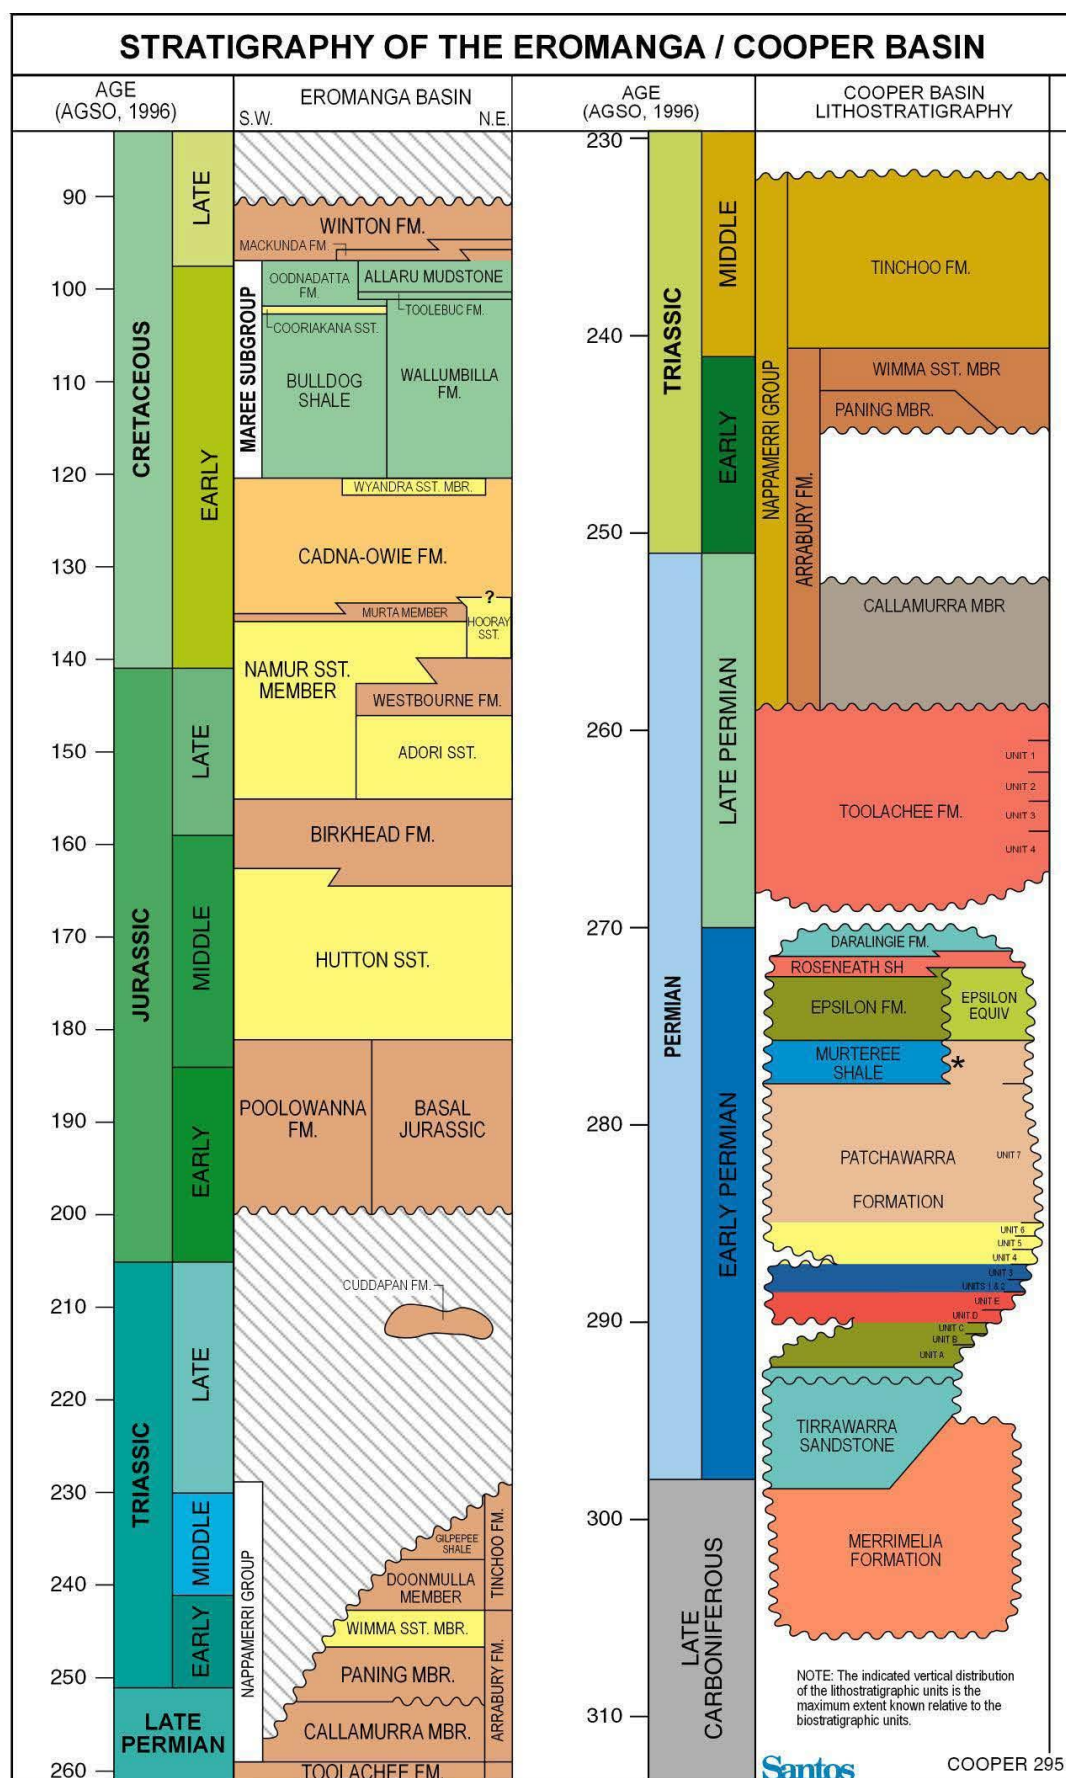 STRATIGRAPHY OF THE EROMANGA / COOPER BASIN
AGE
(AGSO, 1996)
EROMANGA BASIN
S.W.
N.E.
90
100
110
120
130
140
150
160
170
180
190
200
210
220
230
240
250
260
CRETACEOUS
JURASSIC
TRIASSIC
LATE
PERMIAN
LATE
EARLY
LATE
MIDDLE
EARLY
LATE
MIDDLE
EARLY
WINTON FM.
MACKUNDA FM.
MAREE SUBGROUP
OODNADATTA
FM.
ALLARU MUDSTONE
TOOLEBUC FM.
COORIAKANA SST.
BULLDOG
SHALE
WALLUMBILLA
FM.
WYANDRA SST. MBR.
CADNA-OWIE FM.
MURTA MEMBER
?
HOORAY
SST.
NAMUR SST.
MEMBER
WESTBOURNE FM.
ADORI SST.
BIRKHEAD FM.
HUTTON SST.
POOLOWANNA
FM.
BASAL
JURASSIC
CUDDAPAN FM.
NAPPAMERRI GROUP
GILPEPEE
SHALE
TINCHOO FM.
DOONMULLA
MEMBER
WIMMA SST. MBR.
PANING MBR.
ARRABURY FM.
CALLAMURRA MBR.
TOOLACHEE FM.
AGE
(AGSO, 1996)
COOPER BASIN
LITHOSTRATIGRAPHY
230
240
250
260
270
280
290
300
310
TRIASSIC
PERMIAN
LATE
CARBONIFEROUS
MIDDLE
EARLY
LATE PERMIAN
EARLY PERMIAN
NAPPAMERRI GROUP
TINCHOO FM.
ARRABURY FM.
WIMMA SST. MBR
PANING MBR.
CALLAMURRA MBR
UNIT 1
UNIT 2
TOOLACHEE FM.
UNIT 3
UNIT 4
DARALINGIE FM.
ROSENEATH SH
EPSILON FM.
EPSILON
EQUIV
MURTEREE
SHALE
*
PATCHAWARRA
FORMATION
UNIT 7
UNIT 6
UNIT 5
UNIT 4
UNIT 3
UNITS 1 & 2
UNIT E
UNIT D
UNIT C
UNIT B
UNIT A
TIRRAWARRA
SANDSTONE
MERRIMELIA
FORMATION
NOTE: The indicated vertical distribution
of the lithostratigraphic units is the
maximum extent known relative to the
biostratigraphic units.
Santos
COOPER 295